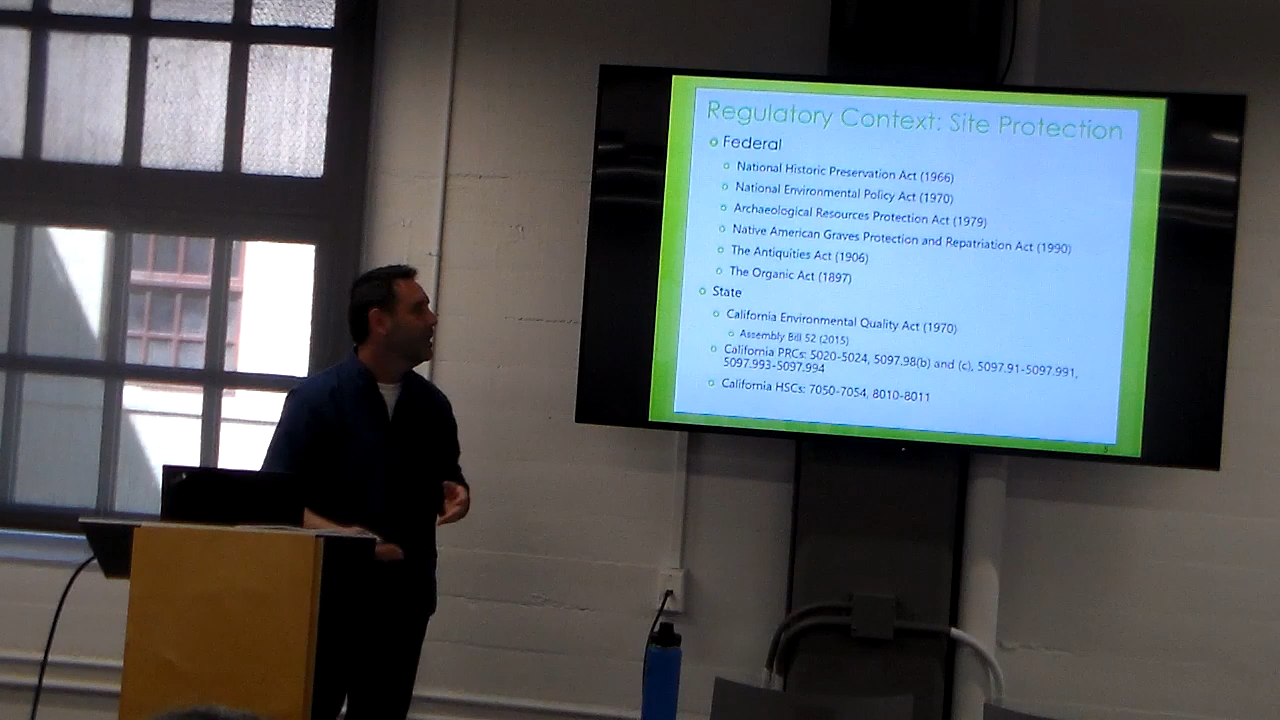 Regulatory Context: Site Protection
Federal
National Historic Preservation Act (1966)
National Environmental Policy Act (1970)
Archaeological Resources Protection Act (1979)
Native American Graves Protection and Repatriation Act (1990)
The Antiquities Act (1906)
The Organic Act (1897)
State
California Environmental Quality Act (1970)
Assembly Bill 52 (2015)
California PRCs: 5020-5024, 5097.98(b) and (c), 5097.91-5097.991,
5097.993-5097.994
California HSCs: 7050-7054, 8010-8011